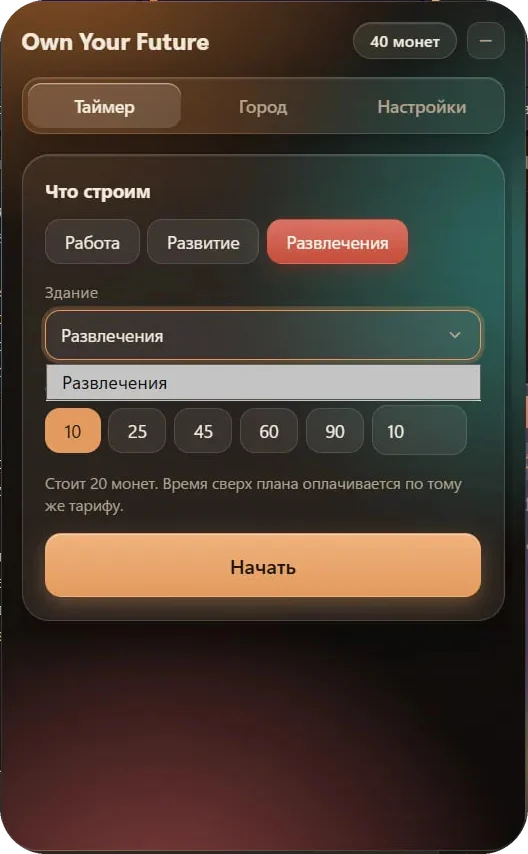 Own Your Future
40 монет
Таймер
Город
Настройки
Что строим
Работа
Развитие
Развлечения
Здание
Развлечения
Развлечения
10
25
45
60
90
10
Стоит 20 монет. Время сверх плана оплачивается по тому
же тарифу.
Начать